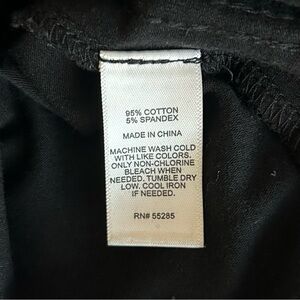 95% COTTON
5% SPANDEX
MADE IN CHINA
MACHINE WASH COLD
WITH LIKE COLORS.
ONLY NON-CHLORINE
BLEACH WHEN
NEEDED. TUMBLE DRY
LOW. COOL IRON
IF NEEDED.
RN# 55285